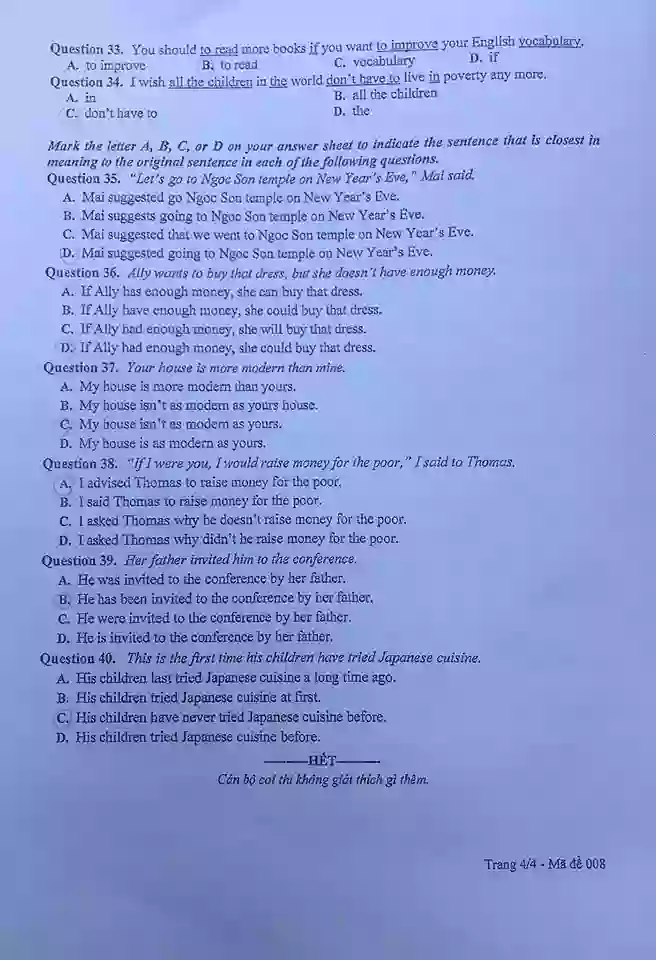 Question 33. You should to read more books if you want to improve your English vocabulary.
A. to improve B. to read C. vocabulary D. if
Question 34. I wish all the children in the world don't have to live in poverty any more.
A. in B. all the children
C. don't have to D. the
Mark the letter A, B, C, or D on your answer sheet to indicate the sentence that is closest in
meaning to the original sentence in each of the following questions.
Question 35. "Let's go to Ngoc Son temple on New Year's Eve," Mai said.
A. Mai suggested go Ngoc Son temple on New Year's Eve.
B. Mai suggests going to Ngoc Son temple on New Year's Eve.
C. Mai suggested that we went to Ngoc Son temple on New Year's Eve.
D. Mai suggested going to Ngoc Son temple on New Year's Eve.
Question 36. Ally wants to buy that dress, but she doesn't have enough money.
A. If Ally has enough money, she can buy that dress.
B. If Ally have enough money, she could buy that dress.
C. If Ally had enough money, she will buy that dress.
D. If Ally had enough money, she could buy that dress.
Question 37. Your house is more modern than mine.
A. My house is more modern than yours.
B. My house isn't as modern as yours house.
C. My house isn't as modern as yours.
D. My house is as modern as yours.
Question 38. "If I were you, I would raise money for the poor," I said to Thomas.
A. I advised Thomas to raise money for the poor.
B. I said Thomas to raise money for the poor.
C. I asked Thomas why he doesn't raise money for the poor.
D. I asked Thomas why didn't he raise money for the poor.
Question 39. Her father invited him to the conference.
A. He was invited to the conference by her father.
B. He has been invited to the conference by her father.
C. He were invited to the conference by her father.
D. He is invited to the conference by her father.
Question 40. This is the first time his children have tried Japanese cuisine.
A. His children last tried Japanese cuisine a long time ago.
B. His children tried Japanese cuisine at first.
C. His children have never tried Japanese cuisine before.
D. His children tried Japanese cuisine before.
----------HẾT----------
Cán bộ coi thi không giải thích gì thêm.
Trang 4/4 - Mã đề 008